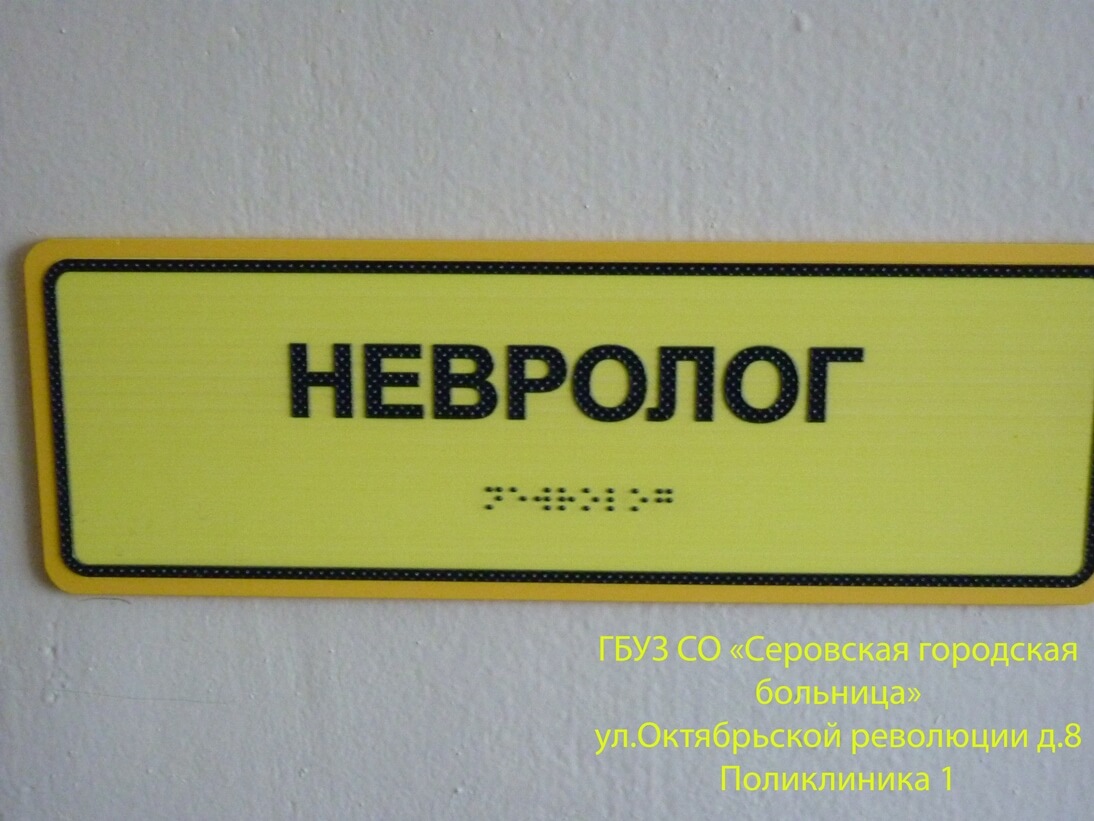 НЕВРОЛОГ
⠝⠑⠺⠗⠕⠇⠕⠛
ГБУЗ СО «Серовская городская
больница»
ул.Октябрьской революции д.8
Поликлиника 1